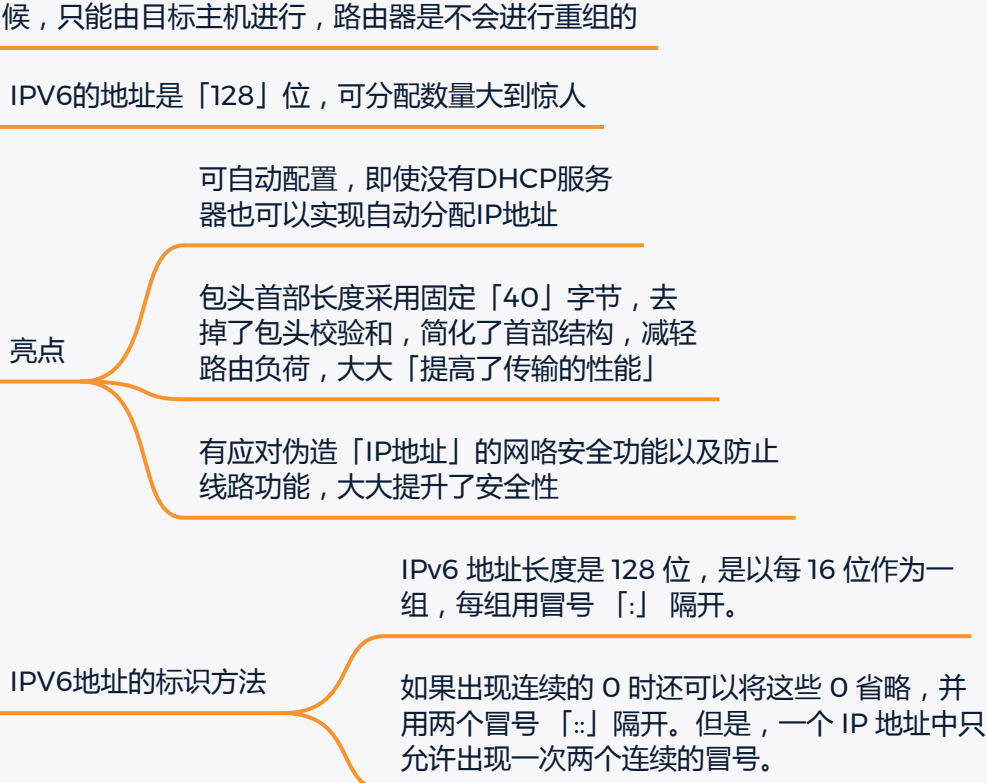 候，只能由目标主机进行，路由器是不会进行重组的
IPV6的地址是「128」位，可分配数量大到惊人
可自动配置，即使没有DHCP服务
器也可以实现自动分配IP地址
包头首部长度采用固定「40」字节，去
掉了包头校验和，简化了首部结构，减轻
路由负荷，大大「提高了传输的性能」
亮点
有应对伪造「IP地址」的网咯安全功能以及防止
线路功能，大大提升了安全性
IPv6 地址长度是 128 位，是以每 16 位作为一
组，每组用冒号 「:」 隔开。
IPV6地址的标识方法
如果出现连续的 0 时还可以将这些 0 省略，并
用两个冒号 「::」隔开。但是，一个 IP 地址中只
允许出现一次两个连续的冒号。